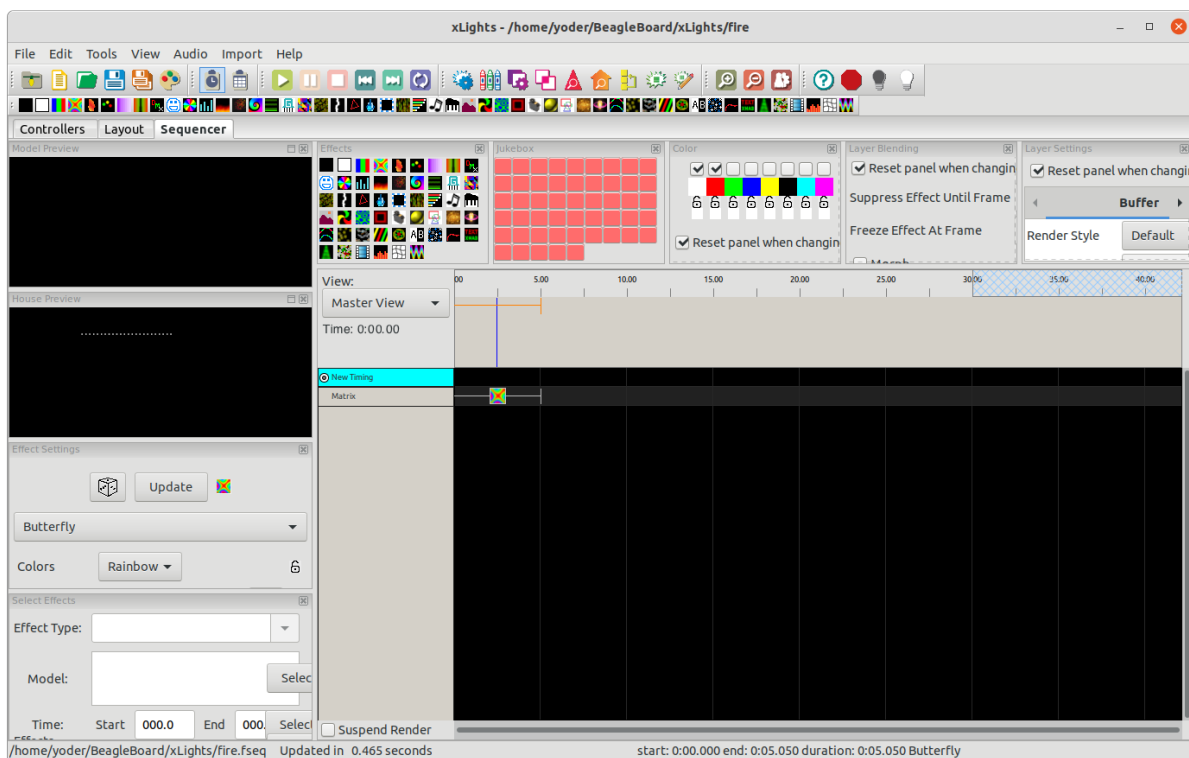 xLights - /home/yoder/BeagleBoard/xLights/fire
File Edit Tools View Audio Import Help
Controllers Layout Sequencer
Model Preview
Effects
Jukebox
Color
Layer Blending
Layer Settings
Reset panel when changin
Reset panel when changi
Suppress Effect Until Frame
Buffer
Freeze Effect At Frame
Render Style Default
Reset panel when changin
Morph
House Preview
View:
Master View
Time: 0:00.00
00 5.00 10.00 15.00 20.00 25.00 30.00 35.00 40.00
New Timing
Matrix
Effect Settings
Update
Butterfly
Colors Rainbow
Select Effects
Effect Type:
Model: Selec
Time: Start 000.0 End 000. Select
Effects
Suspend Render
/home/yoder/BeagleBoard/xLights/fire.fseq Updated in 0.465 seconds start: 0:00.000 end: 0:05.050 duration: 0:05.050 Butterfly